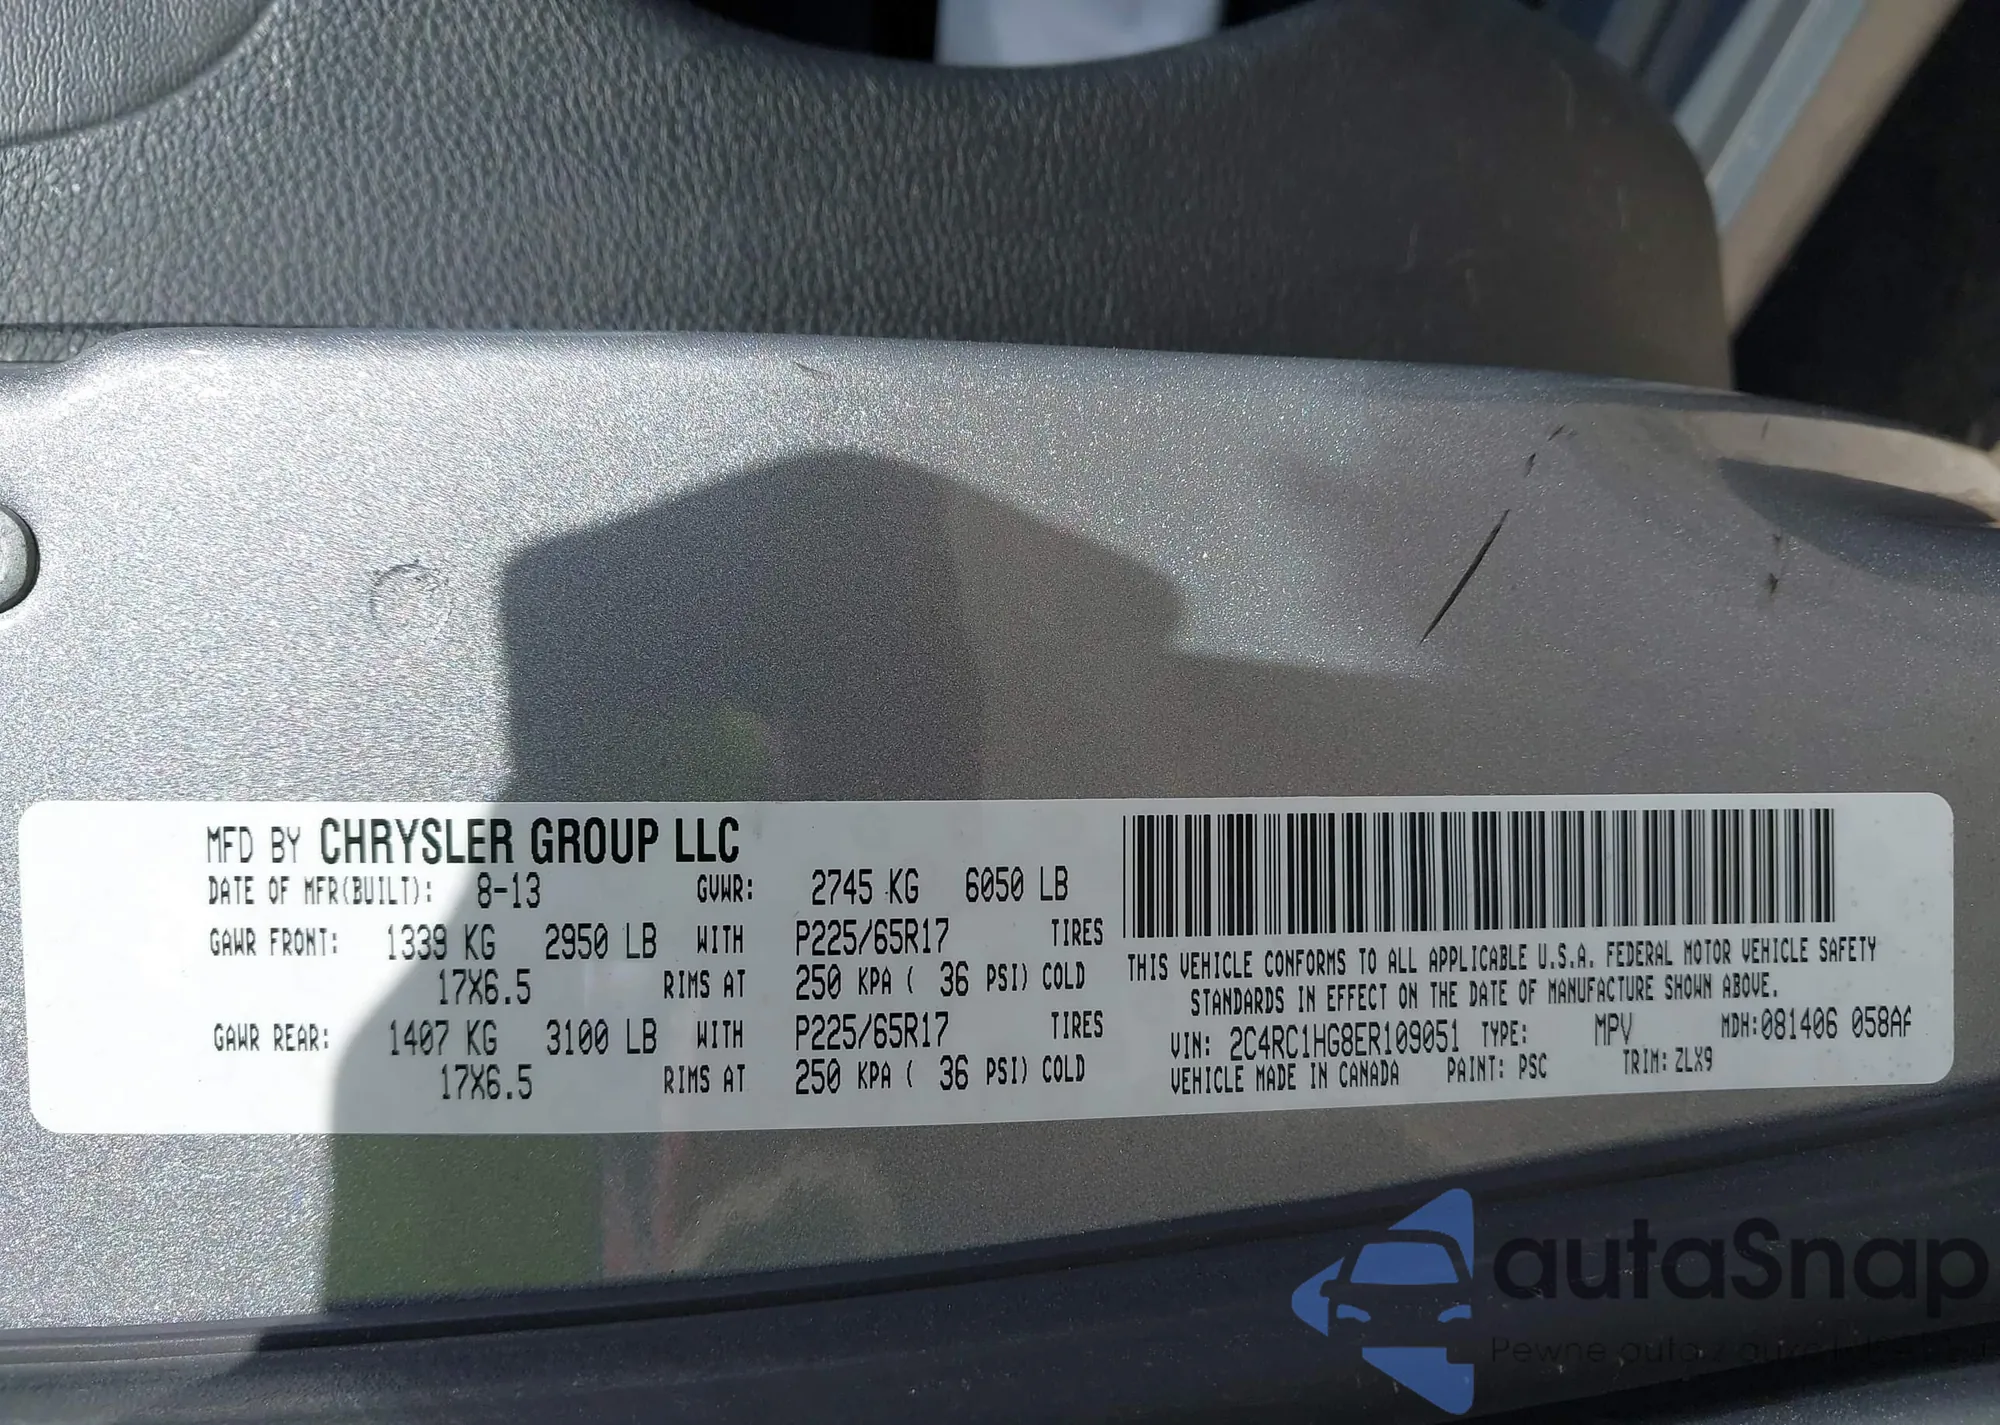 MFD BY CHRYSLER GROUP LLC
DATE OF MFR(BUILT): 8-13 GVWR: 2745 KG 6050 LB
GAWR FRONT: 1339 KG 2950 LB WITH P225/65R17 TIRES
17X6.5 RIMS AT 250 KPA ( 36 PSI) COLD
GAWR REAR: 1407 KG 3100 LB WITH P225/65R17 TIRES
17X6.5 RIMS AT 250 KPA ( 36 PSI) COLD
THIS VEHICLE CONFORMS TO ALL APPLICABLE U.S.A. FEDERAL MOTOR VEHICLE SAFETY
STANDARDS IN EFFECT ON THE DATE OF MANUFACTURE SHOWN ABOVE.
VIN: 2C4RC1HG8ER109051 TYPE: MPV MDH:081406 058AA
VEHICLE MADE IN CANADA PAINT: PSC TRIM: ZLX9
autaSnap
Pewne auta z